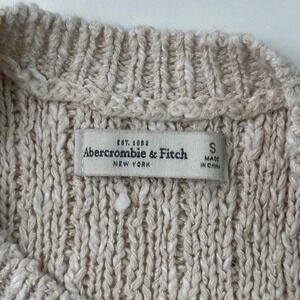 EST. 1892
Abercrombie & Fitch
NEW YORK
S
MADE
IN CHINA